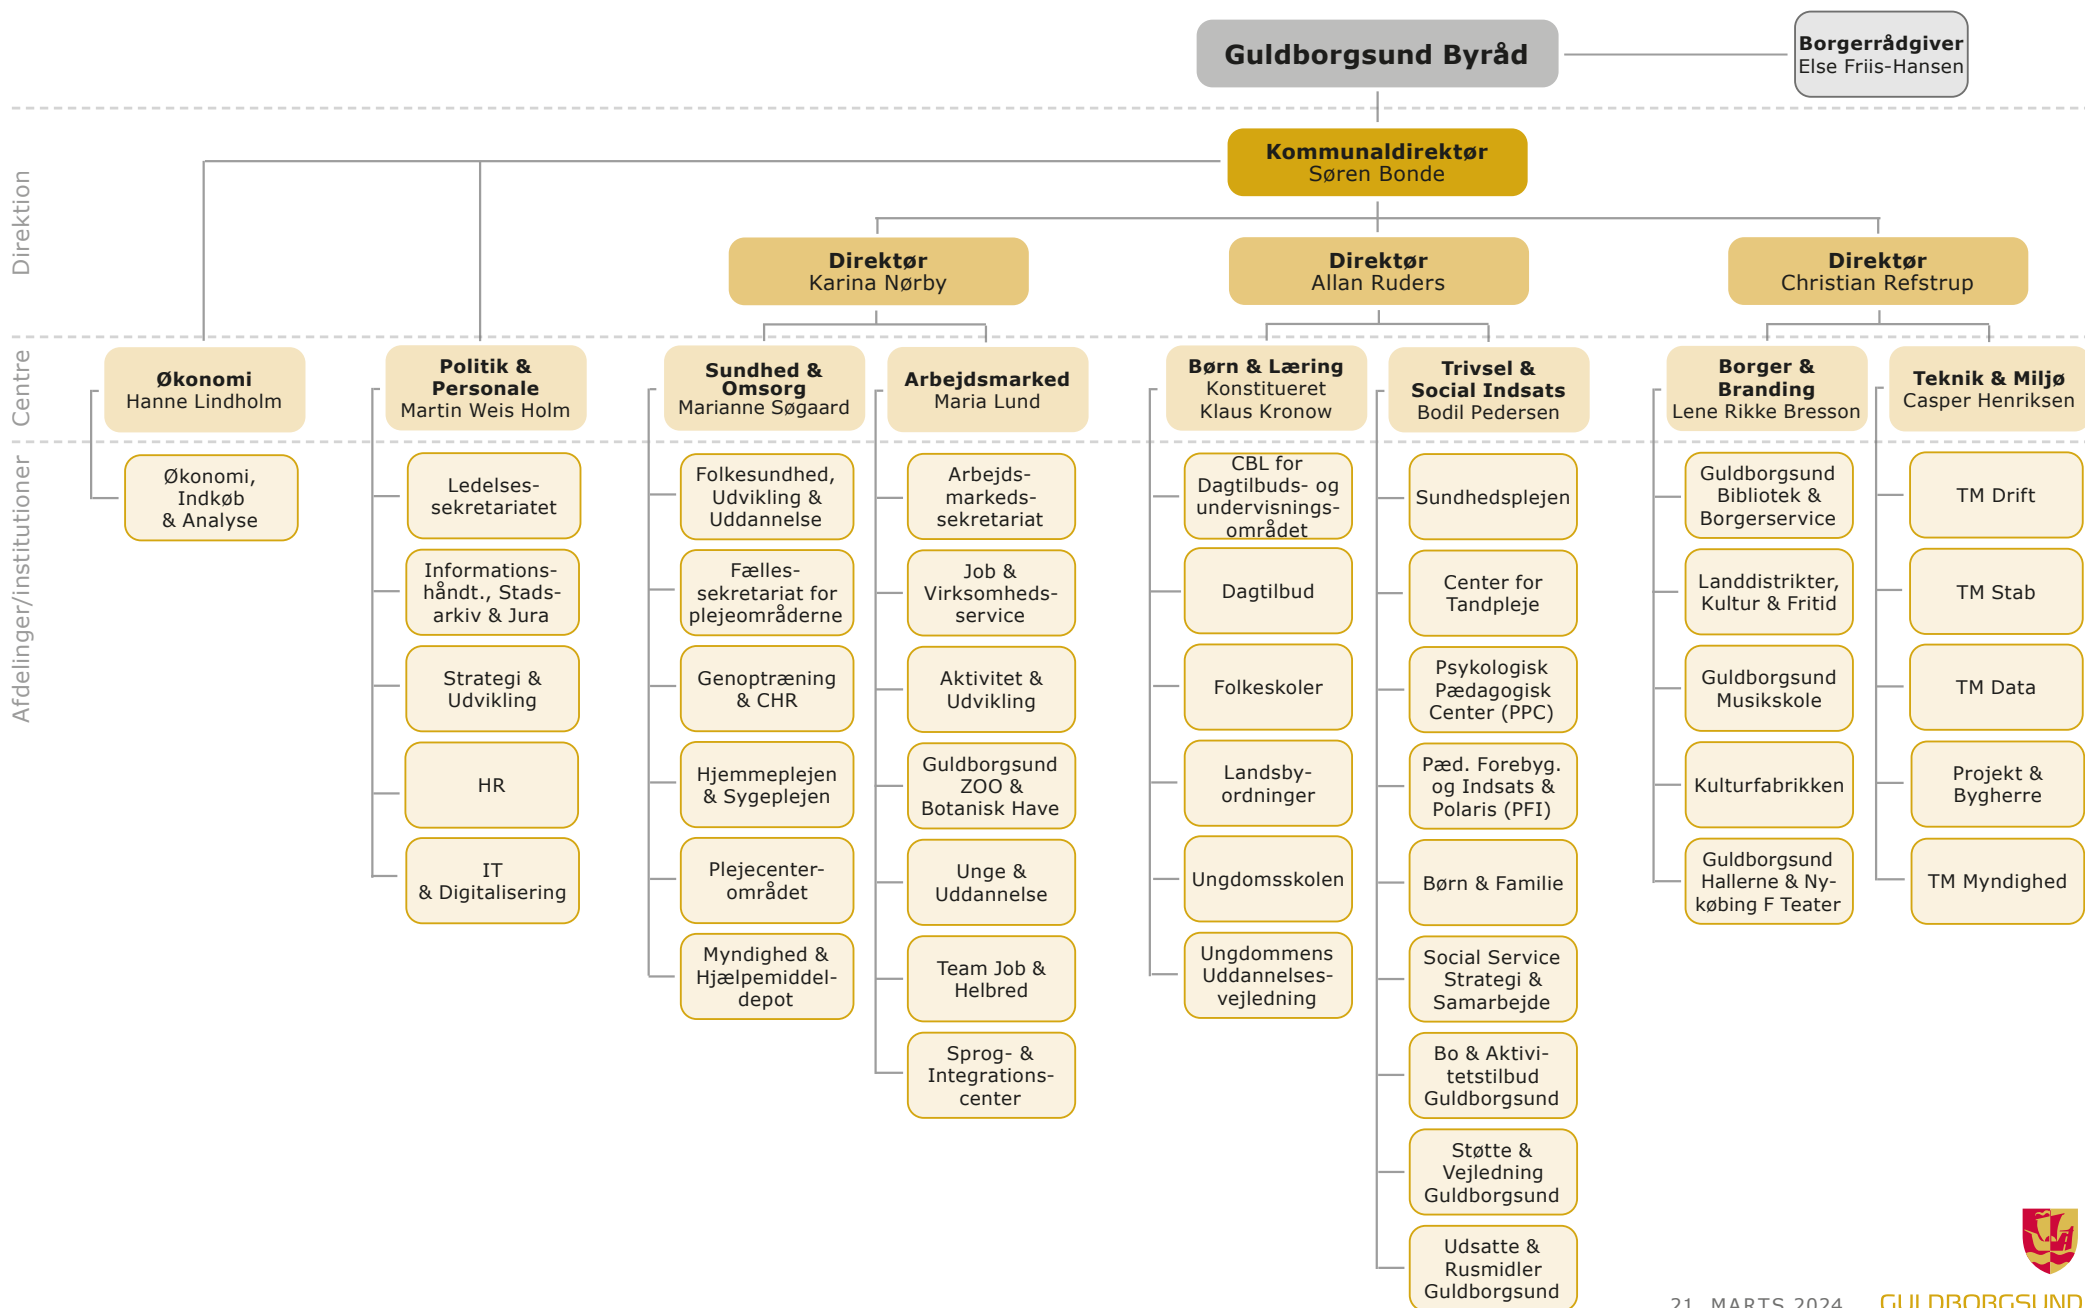 Guldborgsund Byråd
Borgerrådgiver
Else Friis-Hansen
Direktion
Kommunaldirektør
Søren Bonde
Direktør
Karina Nørby
Direktør
Allan Ruders
Direktør
Christian Refstrup
Centre
Økonomi
Hanne Lindholm
Politik &
Personale
Martin Weis Holm
Sundhed &
Omsorg
Marianne Søgaard
Arbejdsmarked
Maria Lund
Børn & Læring
Konstitueret
Klaus Kronow
Trivsel &
Social Indsats
Bodil Pedersen
Borger &
Branding
Lene Rikke Bresson
Teknik & Miljø
Casper Henriksen
Afdelinger/institutioner
Økonomi,
Indkøb
& Analyse
Ledelses-
sekretariatet
Informations-
håndt., Stads-
arkiv & Jura
Strategi &
Udvikling
HR
IT
& Digitalisering
Folkesundhed,
Udvikling &
Uddannelse
Fælles-
sekretariat for
plejeområderne
Genoptræning
& CHR
Hjemmeplejen
& Sygeplejen
Plejecenter-
området
Myndighed &
Hjælpemiddel-
depot
Arbejds-
markeds-
sekretariat
Job &
Virksomheds-
service
Aktivitet &
Udvikling
Guldborgsund
ZOO &
Botanisk Have
Unge &
Uddannelse
Team Job &
Helbred
Sprog- &
Integrations-
center
CBL for
Dagtilbuds- og
undervisnings-
området
Dagtilbud
Folkeskoler
Landsby-
ordninger
Ungdomsskolen
Ungdommens
Uddannelses-
vejledning
Sundhedsplejen
Center for
Tandpleje
Psykologisk
Pædagogisk
Center (PPC)
Pæd. Forebyg.
og Indsats &
Polaris (PFI)
Børn & Familie
Social Service
Strategi &
Samarbejde
Bo & Aktivi-
tetstilbud
Guldborgsund
Støtte &
Vejledning
Guldborgsund
Udsatte &
Rusmidler
Guldborgsund
Guldborgsund
Bibliotek &
Borgerservice
Landdistrikter,
Kultur & Fritid
Guldborgsund
Musikskole
Kulturfabrikken
Guldborgsund
Hallerne & Ny-
købing F Teater
TM Drift
TM Stab
TM Data
Projekt &
Bygherre
TM Myndighed
21. MARTS 2024
GULDBORGSUND